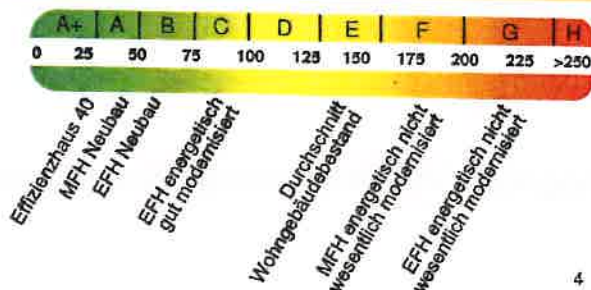 A+ A B C D E F G H
0 25 50 75 100 125 150 175 200 225 >250
Effizienzhaus 40
MFH Neubau
EFH Neubau
EFH energetisch
gut modernisiert
Durchschnitt
Wohngebäudebestand
MFH energetisch nicht
wesentlich modernisiert
EFH energetisch nicht
wesentlich modernisiert
4